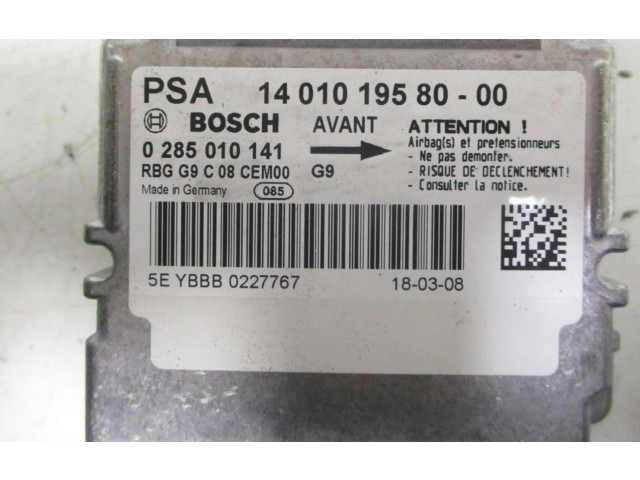 PSA 14 010 195 80 - 00
BOSCH AVANT ATTENTION !
0 285 010 141 Airbag(s) et pretensionneurs
- Ne pas demonter.
RBG G9 C 08 CEM00 G9 - RISQUE DE DECLENCHEMENT!
Made in Germany 085 - Consulter la notice.
5E YBBB 0227767 18-03-08